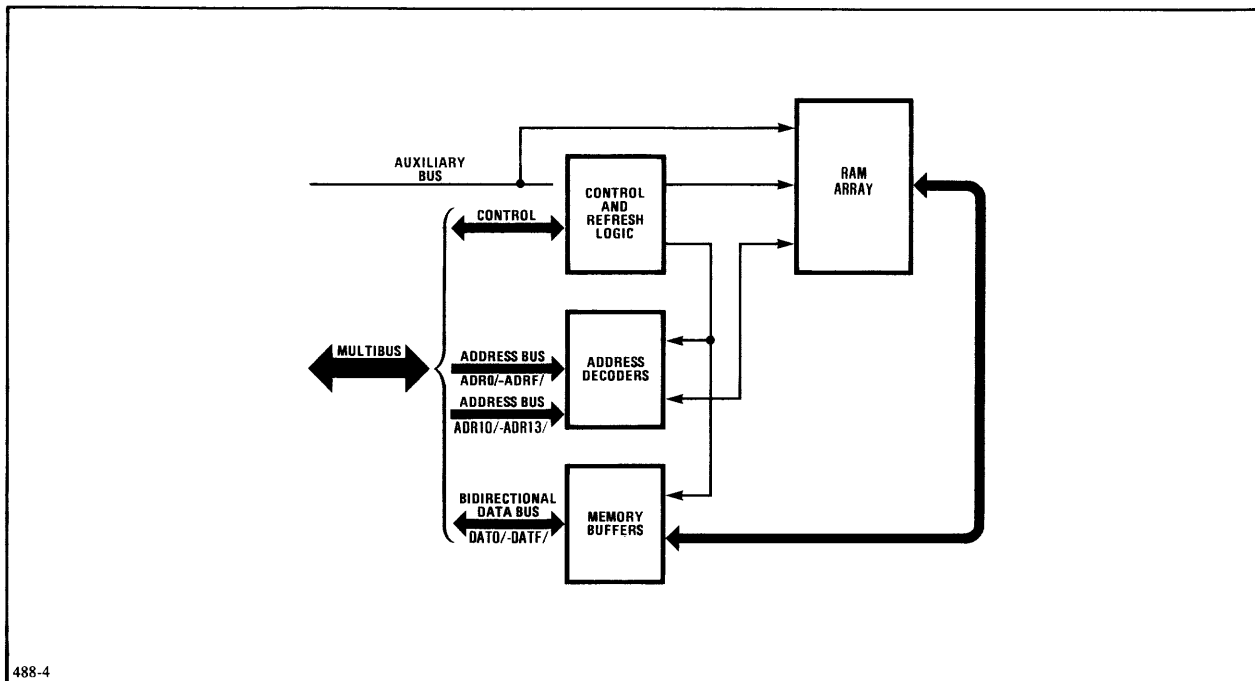 AUXILIARY
BUS
CONTROL
CONTROL
AND
REFRESH
LOGIC
RAM
ARRAY
MULTIBUS
ADDRESS BUS
ADR0/-ADRF/
ADDRESS BUS
ADR10/-ADR13/
ADDRESS
DECODERS
BIDIRECTIONAL
DATA BUS
DAT0/-DATF/
MEMORY
BUFFERS
488-4